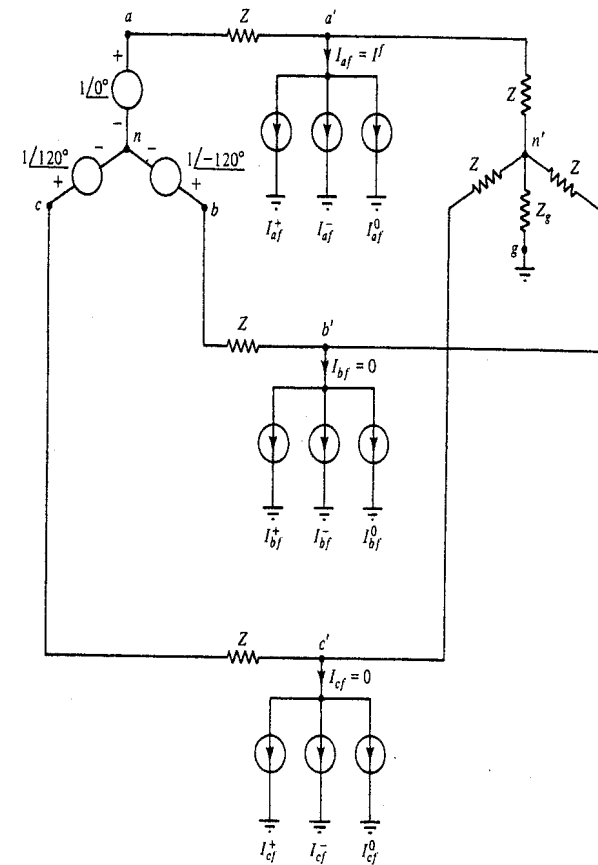 a Z a′
+ I_af = I^f
1/0° Z
− n n′
1/120° − − 1/−120° Z Z
+ +
c b Z_g
g
I_af^+ I_af^− I_af^0
Z b′
I_bf = 0
I_bf^+ I_bf^− I_bf^0
Z c′
I_cf = 0
I_cf^+ I_cf^− I_cf^0